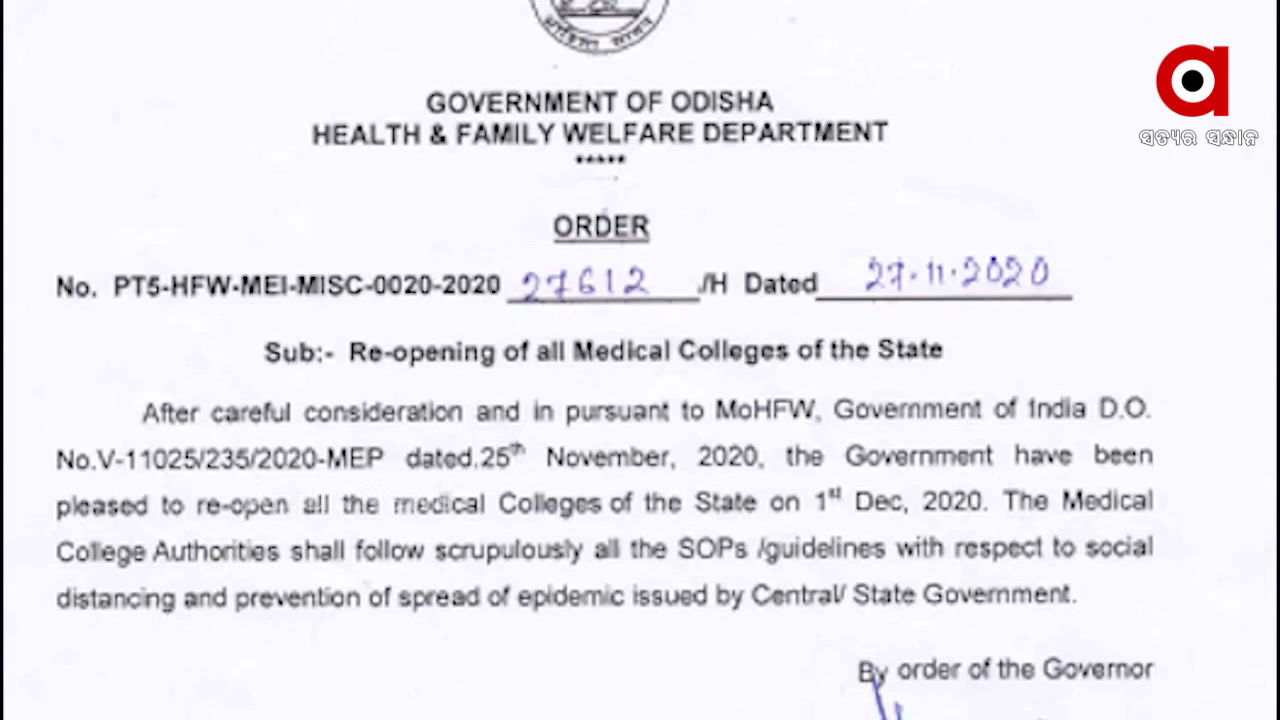 ଓଡ଼ିଶା ଶାସନ
GOVERNMENT OF ODISHA
HEALTH & FAMILY WELFARE DEPARTMENT
*****
ORDER
No. PT5-HFW-MEI-MISC-0020-2020 27612 /H Dated 27.11.2020
Sub:- Re-opening of all Medical Colleges of the State
After careful consideration and in pursuant to MoHFW, Government of India D.O.
No.V-11025/235/2020-MEP dated.25th November, 2020, the Government have been
pleased to re-open all the medical Colleges of the State on 1st Dec, 2020. The Medical
College Authorities shall follow scrupulously all the SOPs /guidelines with respect to social
distancing and prevention of spread of epidemic issued by Central/ State Government.
By order of the Governor
a
ସତ୍ୟର ସନ୍ଧାନ